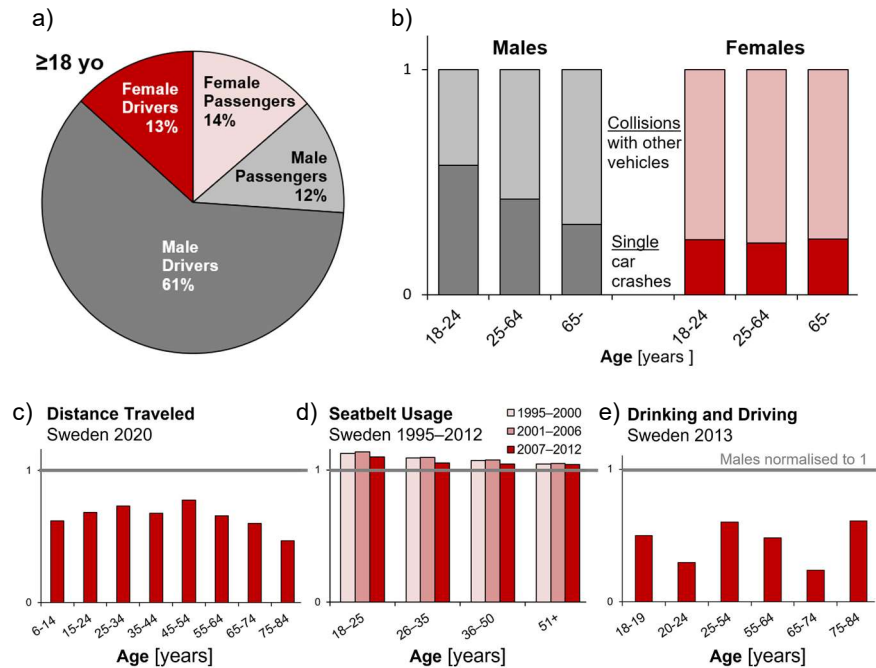 a)
≥18 yo
Female
Drivers
13%
Female
Passengers
14%
Male
Passengers
12%
Male
Drivers
61%
b)
Males
Females
1
0
Collisions
with other
vehicles
Single
car
crashes
18-24
25-64
65-
18-24
25-64
65-
Age [years ]
c)
Distance Traveled
Sweden 2020
1
0
6-14
15-24
25-34
35-44
45-54
55-64
65-74
75-84
Age [years]
d)
Seatbelt Usage
Sweden 1995–2012
1995–2000
2001–2006
2007–2012
1
0
18–25
26–35
36–50
51+
Age [years]
e)
Drinking and Driving
Sweden 2013
Males normalised to 1
1
0
18-19
20-24
25-54
55-64
65-74
75-84
Age [years]